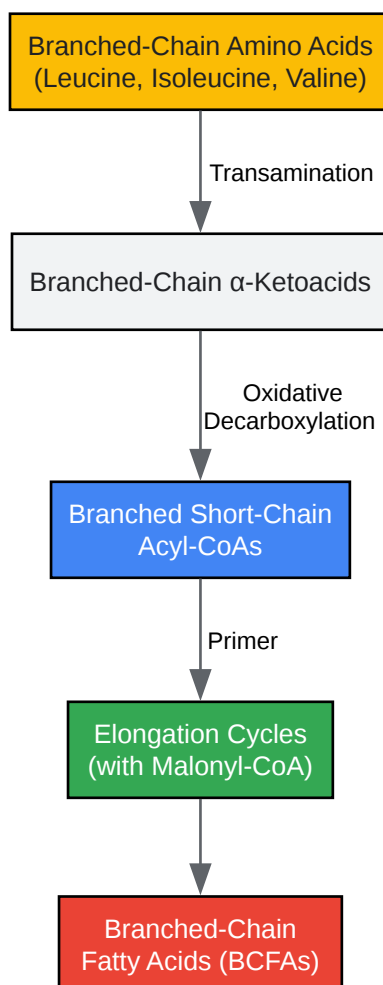 Branched-Chain Amino Acids
(Leucine, Isoleucine, Valine)
Transamination
Branched-Chain α-Ketoacids
Oxidative
Decarboxylation
Branched Short-Chain
Acyl-CoAs
Primer
Elongation Cycles
(with Malonyl-CoA)
Branched-Chain
Fatty Acids (BCFAs)